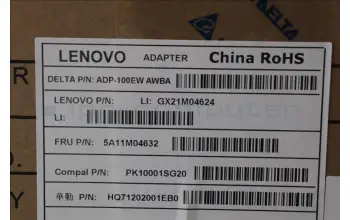 DELTA
LENOVO ADAPTER China RoHS
DELTA P/N: ADP-100EW AWBA
LENOVO P/N: LI: GX21M04624
LI:
FRU P/N: 5A11M04632
Compal P/N: PK10001SG20
華勤 P/N: HQ71202001EB0